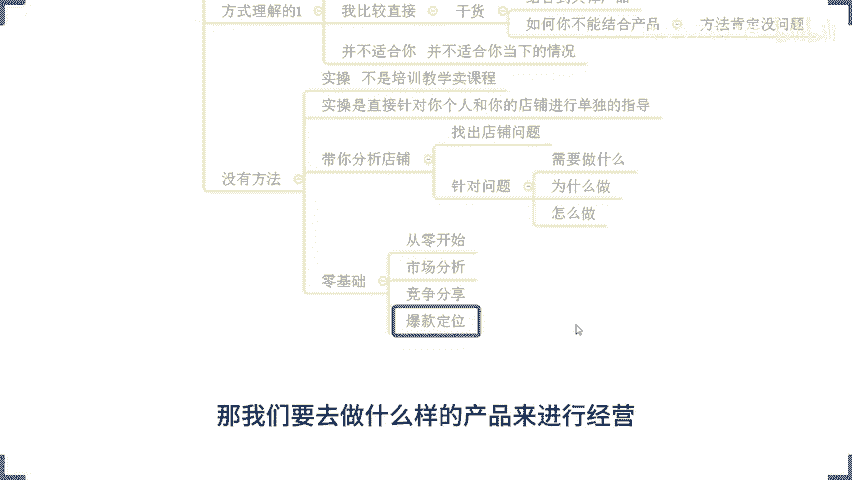 方式理解的1 我比较直接 干货
如何你不能结合产品 方法肯定没问题
并不适合你 并不适合你当下的情况
实操 不是培训教学卖课程
实操是直接针对你个人和你的店铺进行单独的指导
找出店铺问题
带你分析店铺
需要做什么
没有方法
针对问题
为什么做
怎么做
从零开始
市场分析
零基础
竞争分享
爆款定位
那我们要去做什么样的产品来进行经营